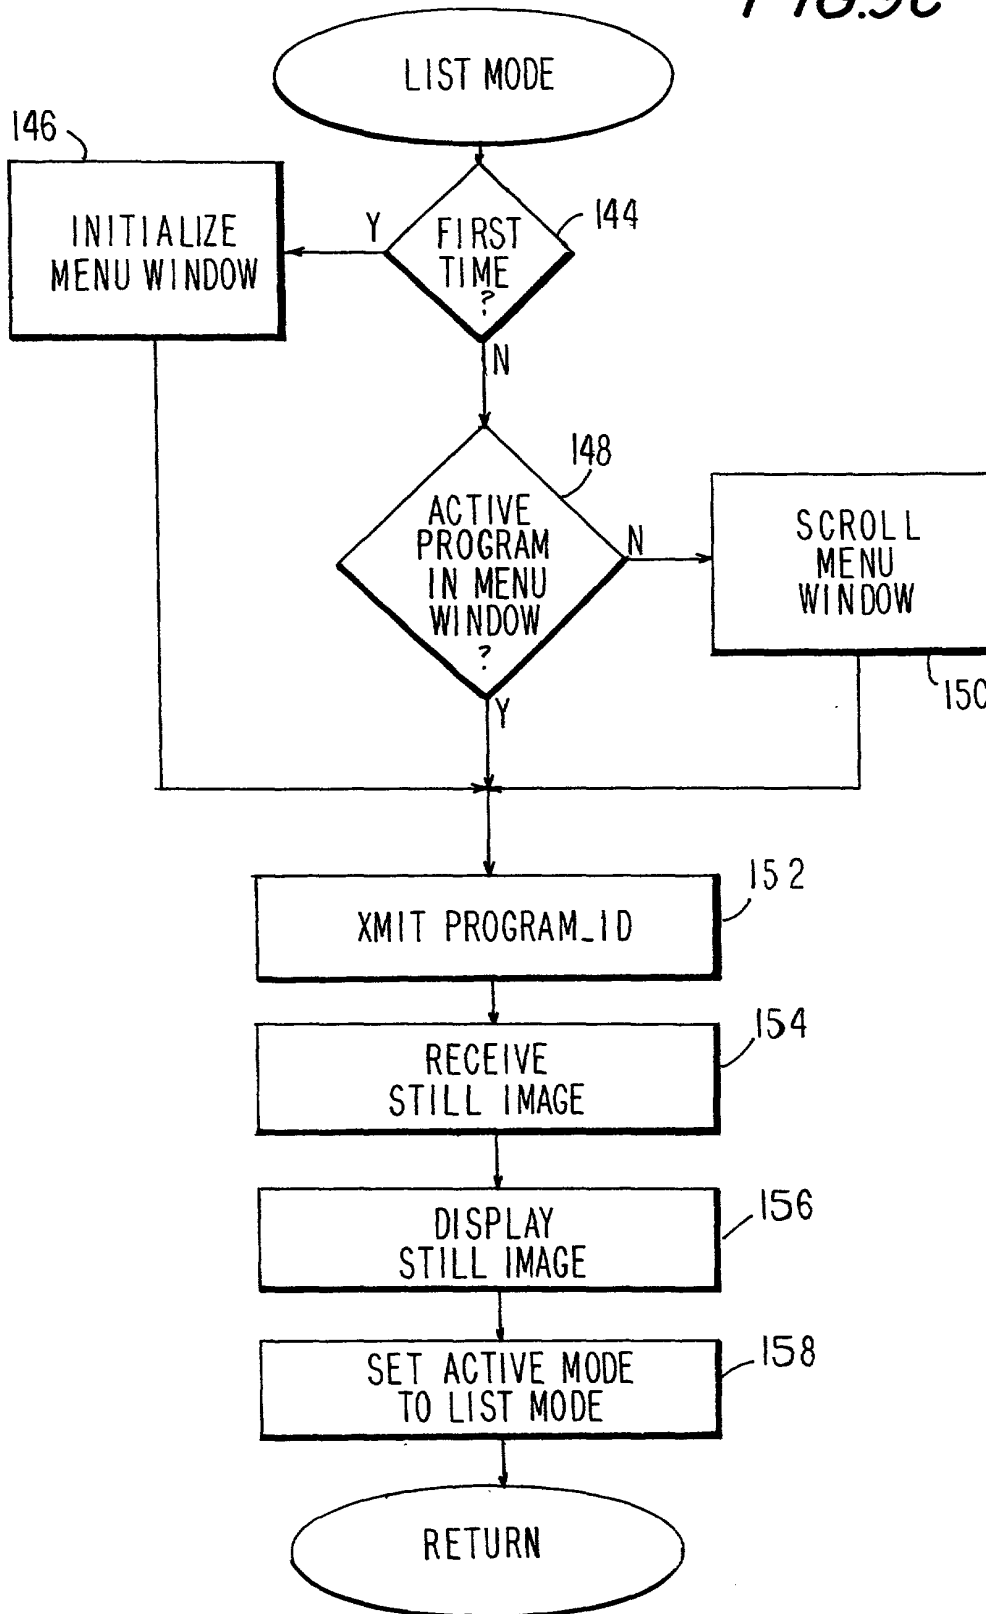 LIST MODE
146
INITIALIZE
MENU WINDOW
Y
FIRST
TIME
?
144
N
148
ACTIVE
PROGRAM
IN MENU
WINDOW
?
N
SCROLL
MENU
WINDOW
150
Y
152
XMIT PROGRAM_ID
154
RECEIVE
STILL IMAGE
156
DISPLAY
STILL IMAGE
158
SET ACTIVE MODE
TO LIST MODE
RETURN